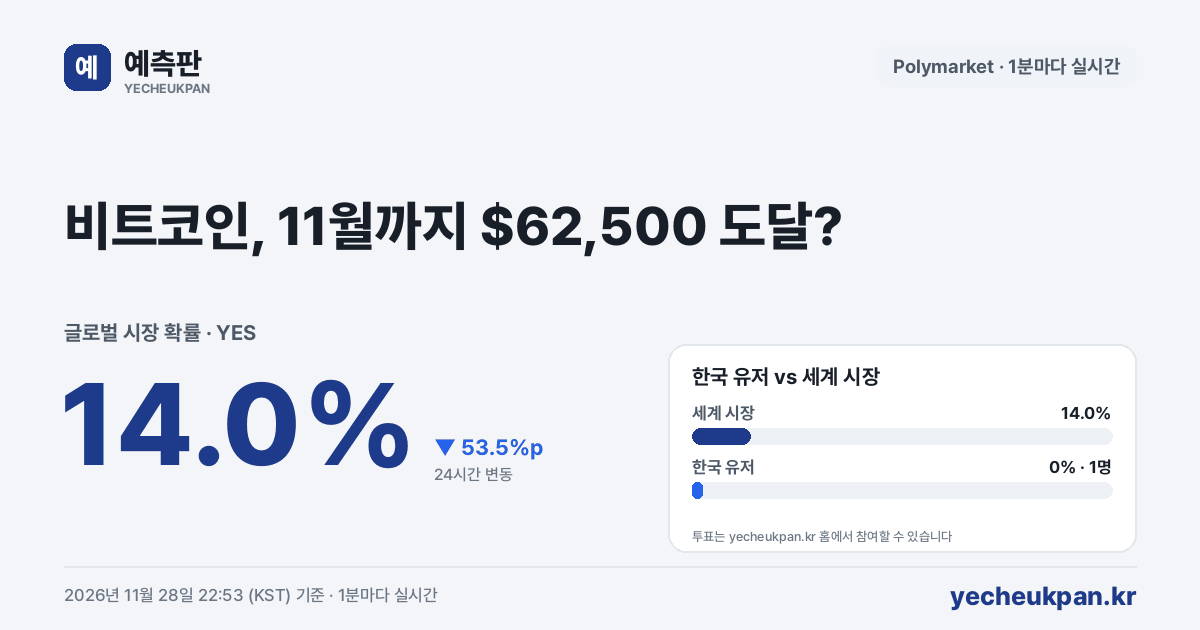 예 예측판
YECHEUKPAN
Polymarket · 1분마다 실시간
비트코인, 11월까지 $62,500 도달?
글로벌 시장 확률 · YES
14.0%
▼ 53.5%p
24시간 변동
한국 유저 vs 세계 시장
세계 시장 14.0%
한국 유저 0% · 1명
투표는 yecheukpan.kr 홈에서 참여할 수 있습니다
2026년 11월 28일 22:53 (KST) 기준 · 1분마다 실시간
yecheukpan.kr